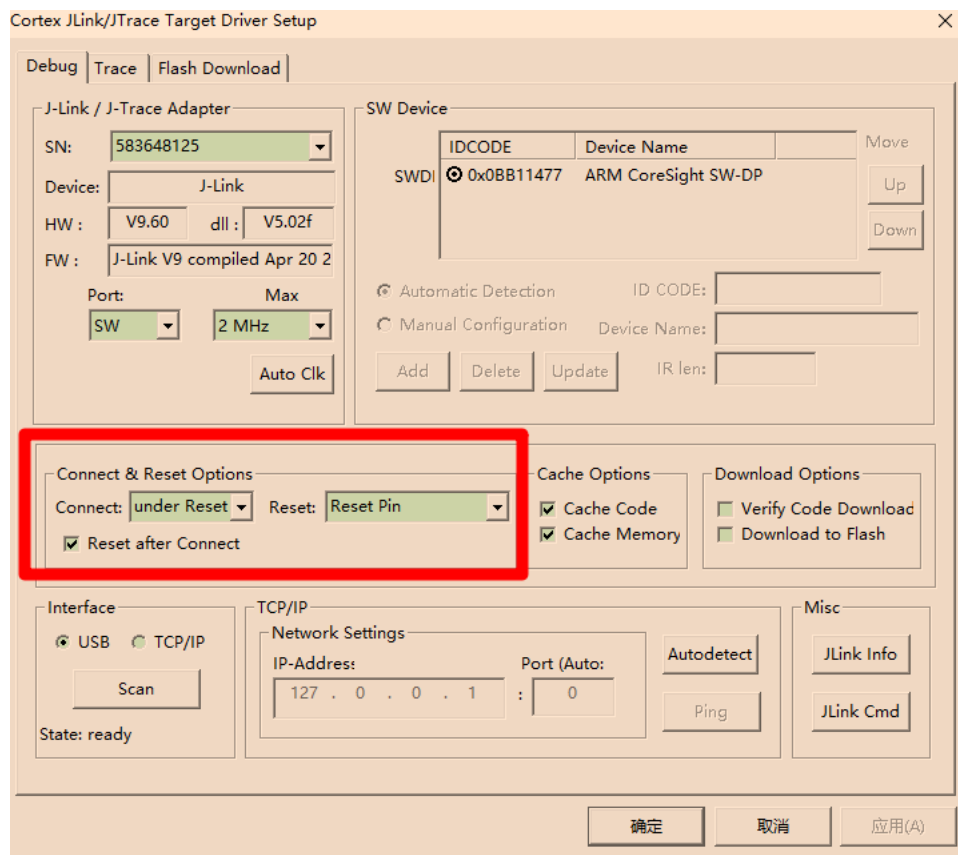 Cortex JLink/JTrace Target Driver Setup
Debug Trace Flash Download
J-Link / J-Trace Adapter
SN: 583648125
Device: J-Link
HW : V9.60 dll : V5.02f
FW : J-Link V9 compiled Apr 20 2
Port: Max
SW 2 MHz
Auto Clk
SW Device
IDCODE Device Name
SWDI 0x0BB11477 ARM CoreSight SW-DP
Move
Up
Down
Automatic Detection ID CODE:
Manual Configuration Device Name:
Add Delete Update IR len:
Connect & Reset Options
Connect: under Reset Reset: Reset Pin
Reset after Connect
Cache Options
Cache Code
Cache Memory
Download Options
Verify Code Download
Download to Flash
Interface
USB TCP/IP
Scan
State: ready
TCP/IP
Network Settings
IP-Address Port (Auto:
127 . 0 . 0 . 1 : 0
Autodetect
Ping
Misc
JLink Info
JLink Cmd
确定 取消 应用(A)